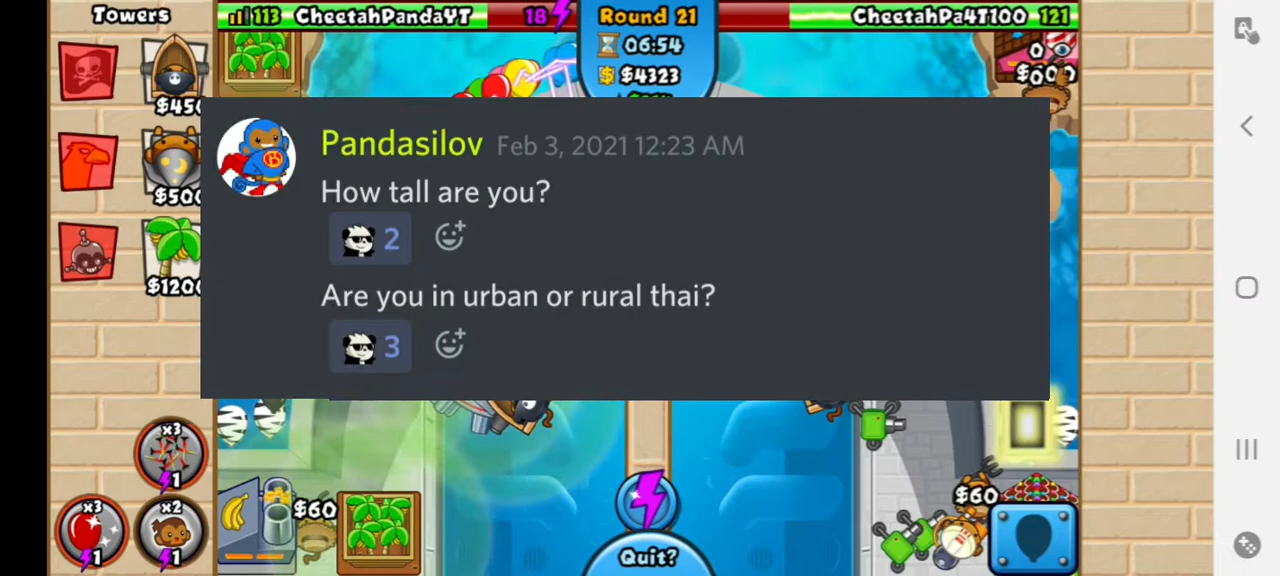 Towers
113 CheetahPandaYT
18
Round 21
CheetahPa4T100 121
06:54
$4323
$450
$500
$1200
0
Pandasilov Feb 3, 2021 12:23 AM
How tall are you?
2
Are you in urban or rural thai?
3
x3
1
x3
1
x2
1
$60
$60
Quit?